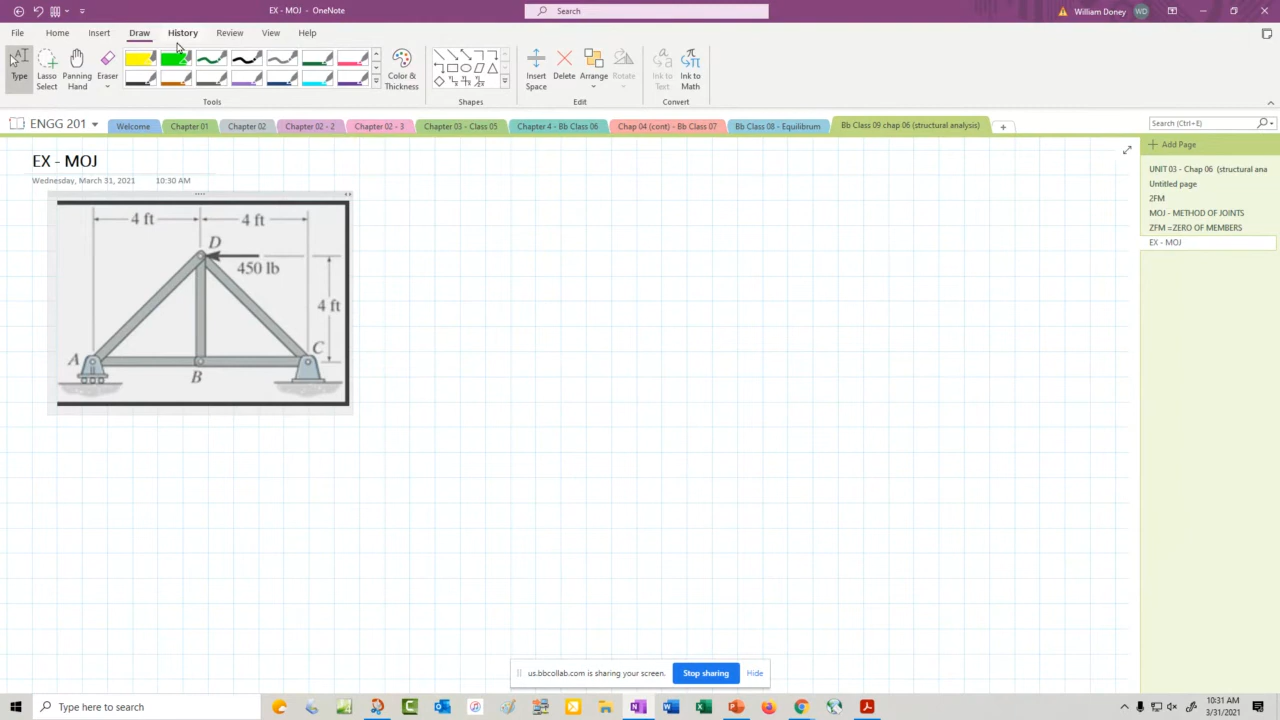 EX - MOJ - OneNote
Search
William Doney
WD
File
Home
Insert
Draw
History
Review
View
Help
Type
Lasso Select
Panning Hand
Eraser
Color & Thickness
Insert Space
Delete
Arrange
Rotate
Ink to Text
Ink to Math
Tools
Shapes
Edit
Convert
ENGG 201
Welcome
Chapter 01
Chapter 02
Chapter 02 - 2
Chapter 02 - 3
Chapter 03 - Class 05
Chapter 4 - Bb Class 06
Chap 04 (cont) - Bb Class 07
Bb Class 08 - Equilibrum
Bb Class 09 chap 06 (structural analysis)
Search (Ctrl+E)
EX - MOJ
Wednesday, March 31, 2021
10:30 AM
4 ft
4 ft
D
450 lb
4 ft
A
C
B
Add Page
UNIT 03 - Chap 06 (structural ana
Untitled page
2FM
MOJ - METHOD OF JOINTS
ZFM =ZERO OF MEMBERS
EX - MOJ
us.bbcollab.com is sharing your screen.
Stop sharing
Hide
Type here to search
10:31 AM
3/31/2021